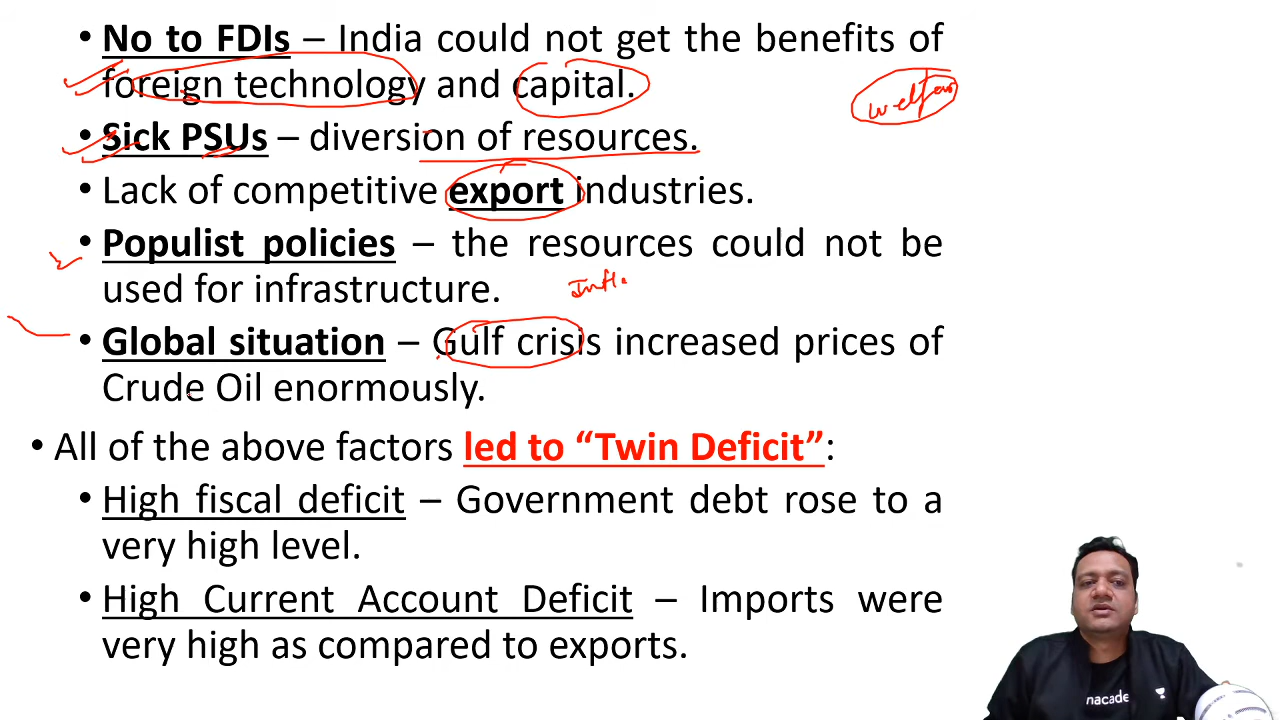 • No to FDIs – India could not get the benefits of
foreign technology and capital.
welfare
• Sick PSUs – diversion of resources.
• Lack of competitive export industries.
• Populist policies – the resources could not be
used for infrastructure.
• Global situation – Gulf crisis increased prices of
Crude Oil enormously.
• All of the above factors led to “Twin Deficit”:
• High fiscal deficit – Government debt rose to a
very high level.
• High Current Account Deficit – Imports were
very high as compared to exports.
nacade